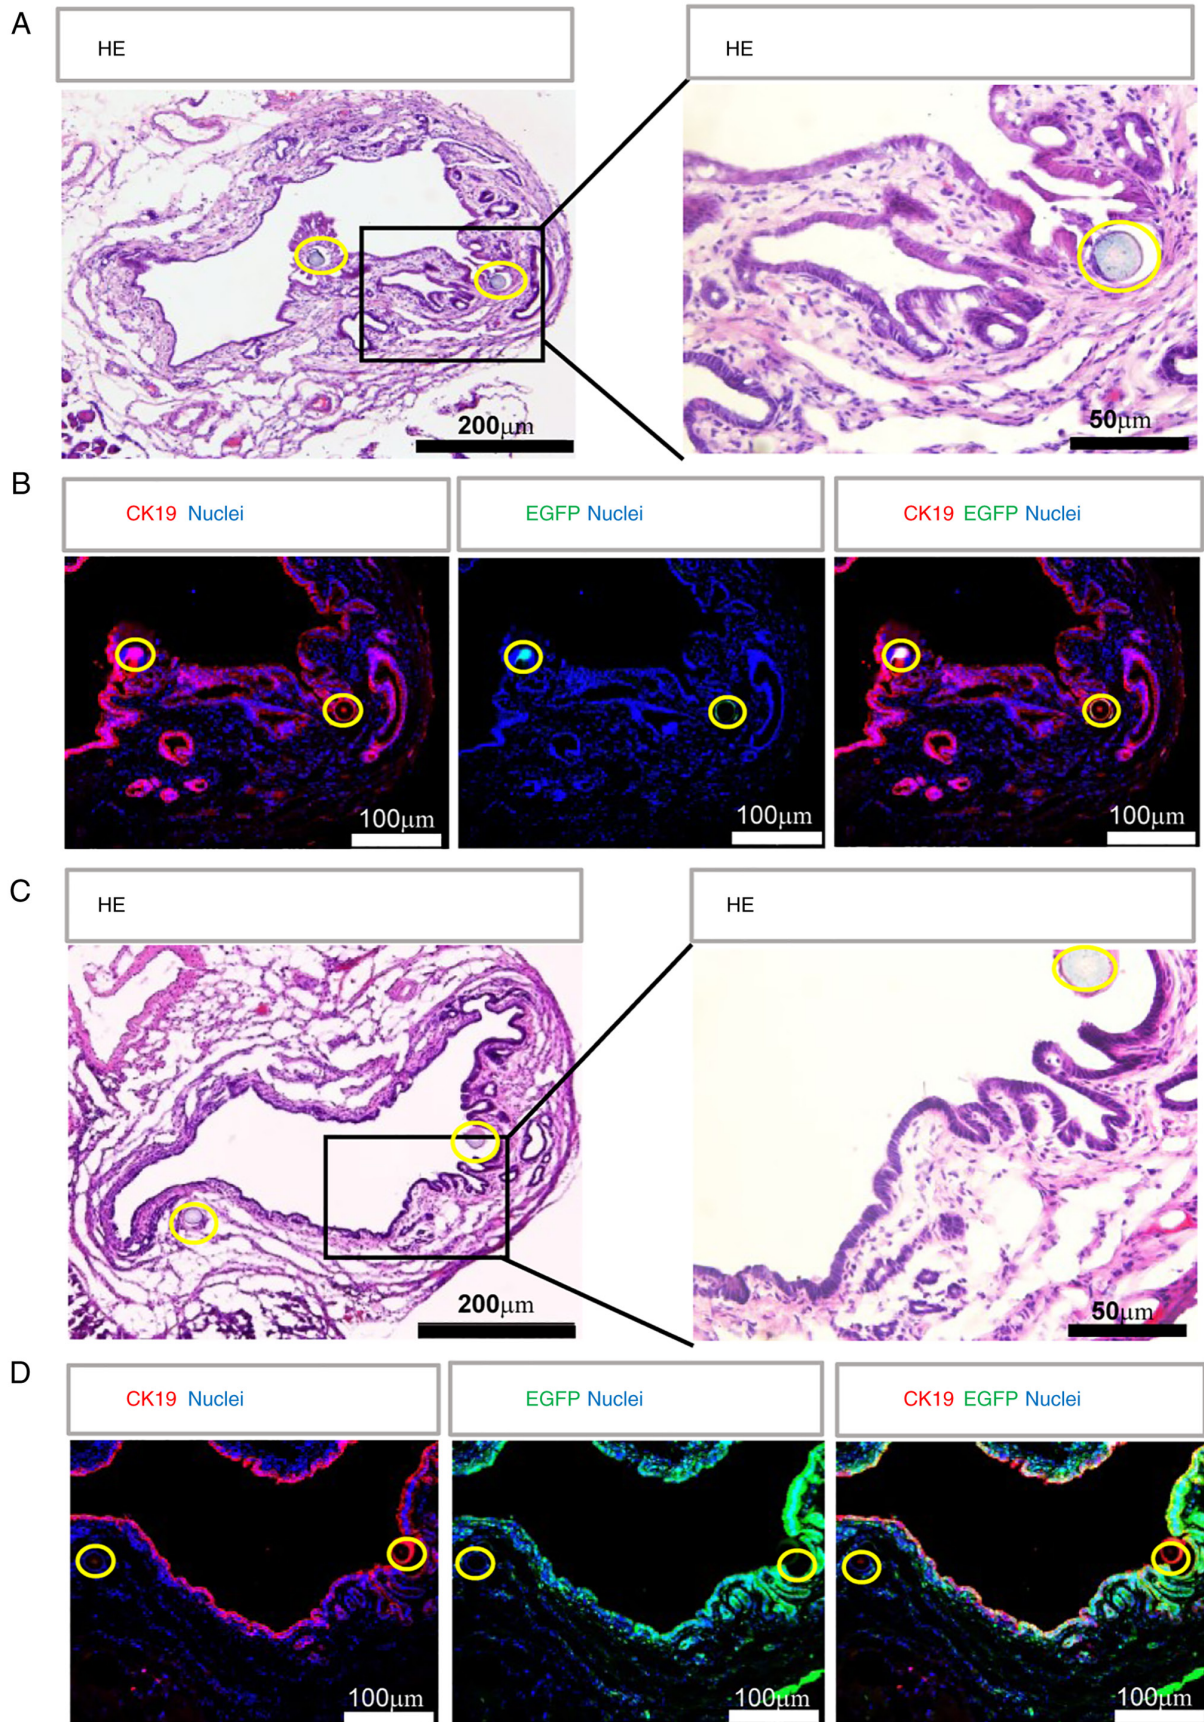 A
HE
HE
200μm
50μm
B
CK19 Nuclei
EGFP Nuclei
CK19 EGFP Nuclei
100μm
100μm
100μm
C
HE
HE
200μm
50μm
D
CK19 Nuclei
EGFP Nuclei
CK19 EGFP Nuclei
100μm
100μm
100μm